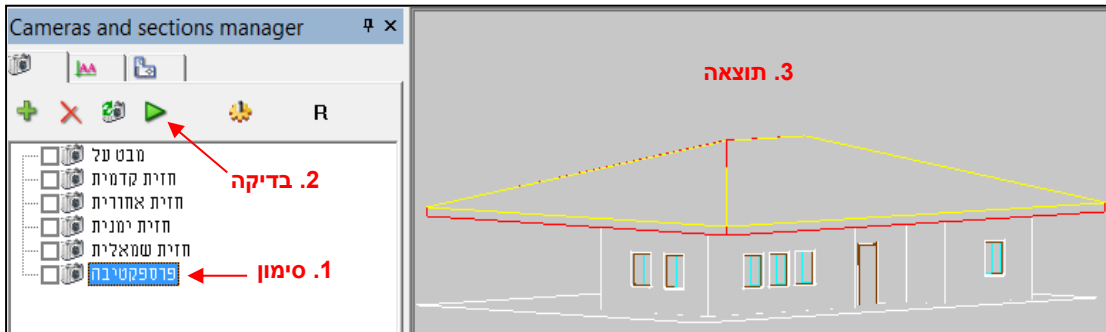 Cameras and sections manager
R
מבט על
חזית קדמית
חזית אחורית
חזית ימנית
חזית שמאלית
פרספקטיבה
1. סימון
2. בדיקה
3. תוצאה